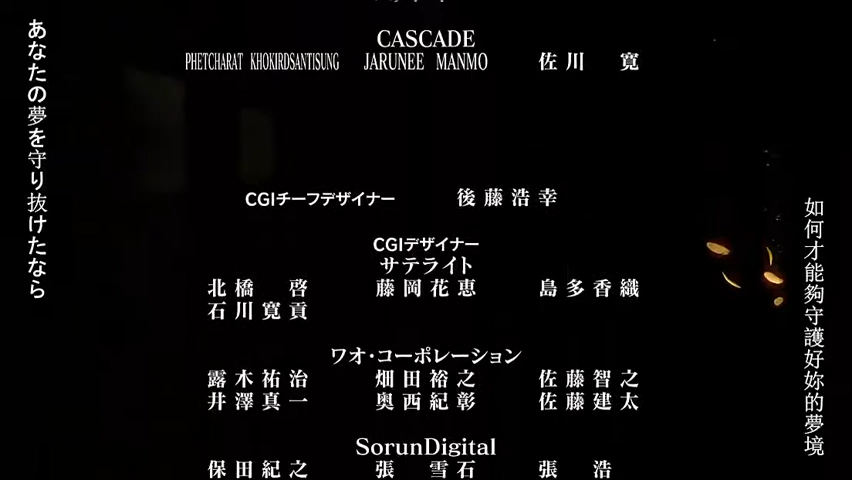 あなたの夢を守り抜けたなら
CASCADE
PHETCHARAT KHOKIRDSANTISUNG JARUNEE MANMO 佐川 寛
CGIチーフデザイナー 後藤浩幸
CGIデザイナー
サテライト
北橋 啓 藤岡花恵 島多香織
石川寛貢
ワオ・コーポレーション
露木祐治 畑田裕之 佐藤智之
井澤真一 奥西紀彰 佐藤建太
SorunDigital
保田紀之 張 雪石 張 浩
如何才能夠守護好妳的夢境